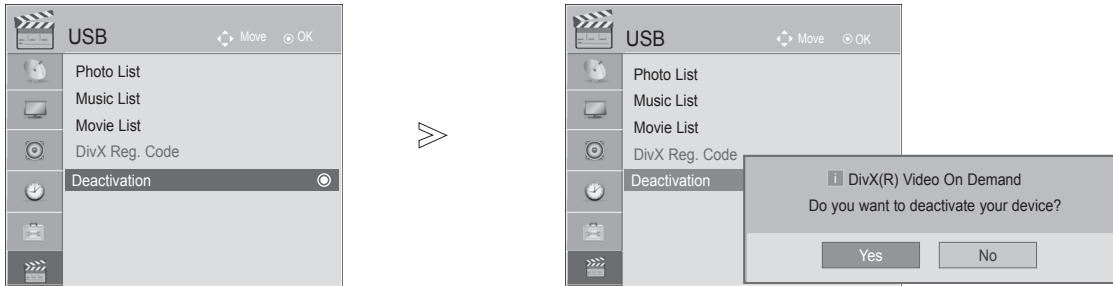 USB Move OK
Photo List
Music List
Movie List
DivX Reg. Code
Deactivation
USB Move OK
Photo List
Music List
Movie List
DivX Reg. Code
Deactivation
i DivX(R) Video On Demand
Do you want to deactivate your device?
Yes No